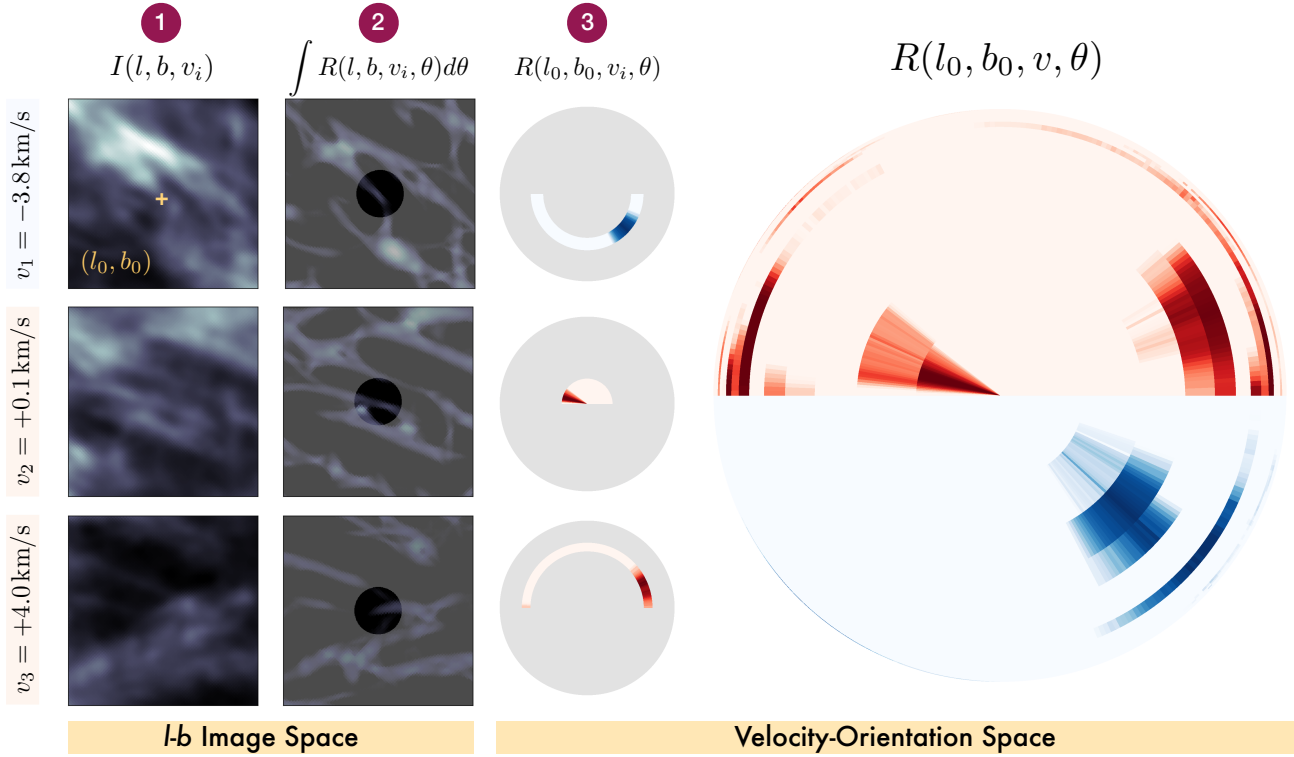 1
2
3
I(l, b, v_i)
∫ R(l, b, v_i, θ)dθ
R(l_0, b_0, v_i, θ)
R(l_0, b_0, v, θ)
v_1 = −3.8 km/s
+
(l_0, b_0)
v_2 = +0.1 km/s
v_3 = +4.0 km/s
l-b Image Space
Velocity-Orientation Space